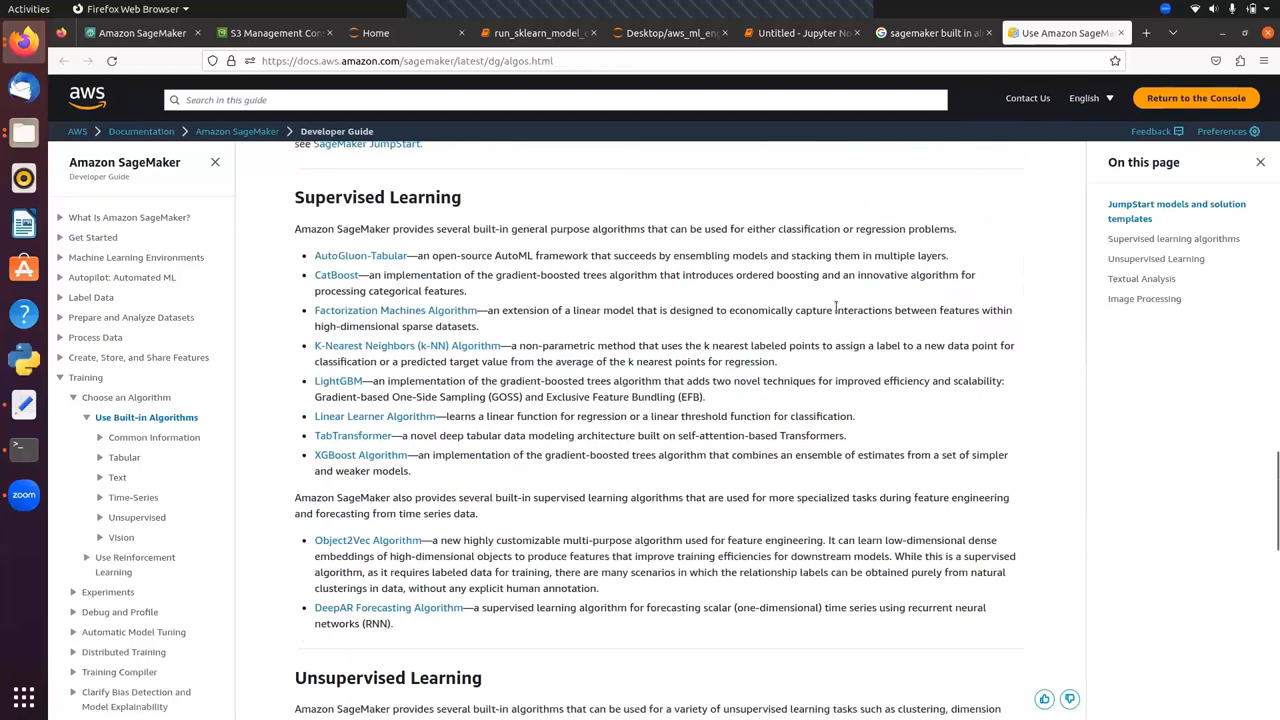 Activities
Firefox Web Browser
Amazon SageMaker
S3 Management Con
Home
run_sklearn_model_c
Desktop/aws_ml_en
Untitled - Jupyter No
sagemaker built in al
Use Amazon SageMa
https://docs.aws.amazon.com/sagemaker/latest/dg/algos.html
aws
Search in this guide
Contact Us
English
Return to the Console
AWS
Documentation
Amazon SageMaker
Developer Guide
Feedback
Preferences
Amazon SageMaker
Developer Guide
What Is Amazon SageMaker?
Get Started
Machine Learning Environments
Autopilot: Automated ML
Label Data
Prepare and Analyze Datasets
Process Data
Create, Store, and Share Features
Training
Choose an Algorithm
Use Built-in Algorithms
Common Information
Tabular
Text
Time-Series
Unsupervised
Vision
Use Reinforcement
Learning
Experiments
Debug and Profile
Automatic Model Tuning
Distributed Training
Training Compiler
Clarify Bias Detection and
Model Explainability
zoom
see SageMaker JumpStart.
Supervised Learning
Amazon SageMaker provides several built-in general purpose algorithms that can be used for either classification or regression problems.
• AutoGluon-Tabular—an open-source AutoML framework that succeeds by ensembling models and stacking them in multiple layers.
• CatBoost—an implementation of the gradient-boosted trees algorithm that introduces ordered boosting and an innovative algorithm for
processing categorical features.
• Factorization Machines Algorithm—an extension of a linear model that is designed to economically capture interactions between features within
high-dimensional sparse datasets.
• K-Nearest Neighbors (k-NN) Algorithm—a non-parametric method that uses the k nearest labeled points to assign a label to a new data point for
classification or a predicted target value from the average of the k nearest points for regression.
• LightGBM—an implementation of the gradient-boosted trees algorithm that adds two novel techniques for improved efficiency and scalability:
Gradient-based One-Side Sampling (GOSS) and Exclusive Feature Bundling (EFB).
• Linear Learner Algorithm—learns a linear function for regression or a linear threshold function for classification.
• TabTransformer—a novel deep tabular data modeling architecture built on self-attention-based Transformers.
• XGBoost Algorithm—an implementation of the gradient-boosted trees algorithm that combines an ensemble of estimates from a set of simpler
and weaker models.
Amazon SageMaker also provides several built-in supervised learning algorithms that are used for more specialized tasks during feature engineering
and forecasting from time series data.
• Object2Vec Algorithm—a new highly customizable multi-purpose algorithm used for feature engineering. It can learn low-dimensional dense
embeddings of high-dimensional objects to produce features that improve training efficiencies for downstream models. While this is a supervised
algorithm, as it requires labeled data for training, there are many scenarios in which the relationship labels can be obtained purely from natural
clusterings in data, without any explicit human annotation.
• DeepAR Forecasting Algorithm—a supervised learning algorithm for forecasting scalar (one-dimensional) time series using recurrent neural
networks (RNN).
Unsupervised Learning
Amazon SageMaker provides several built-in algorithms that can be used for a variety of unsupervised learning tasks such as clustering, dimension
On this page
JumpStart models and solution
templates
Supervised learning algorithms
Unsupervised Learning
Textual Analysis
Image Processing